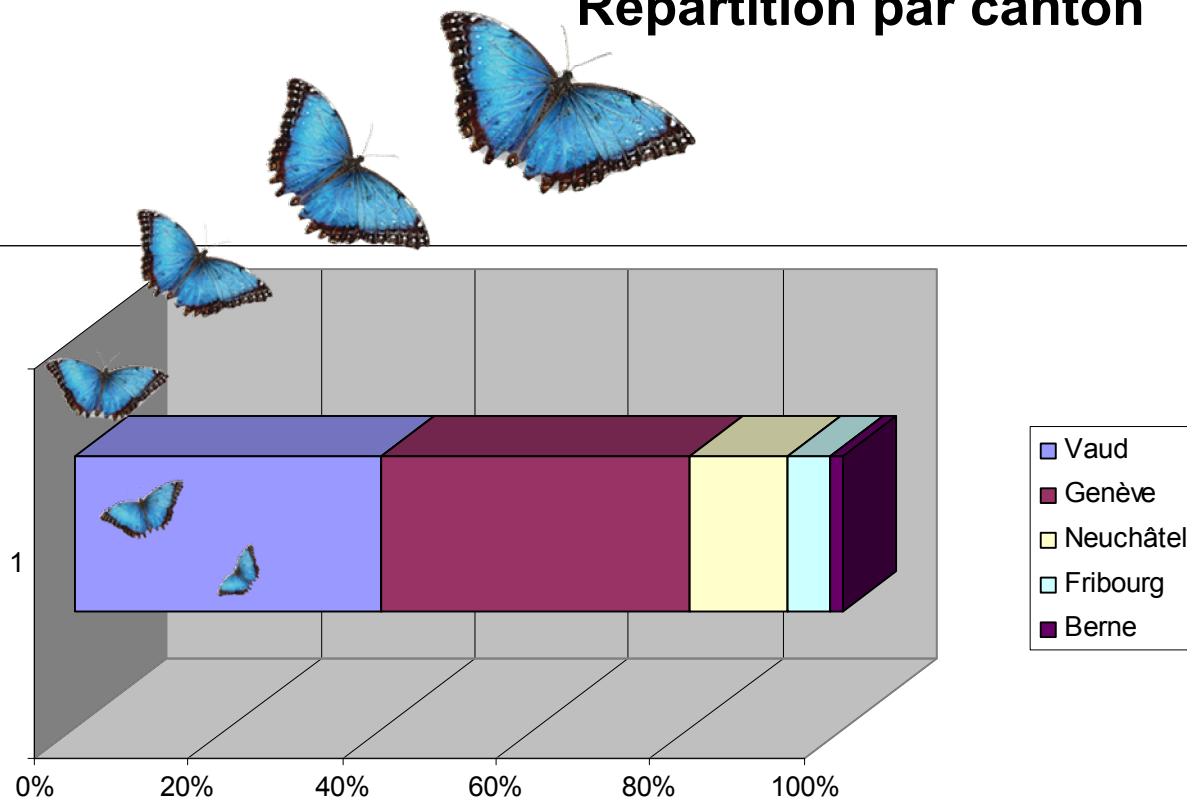 Répartition par canton
Vaud
Genève
Neuchâtel
Fribourg
Berne
1
0% 20% 40% 60% 80% 100%